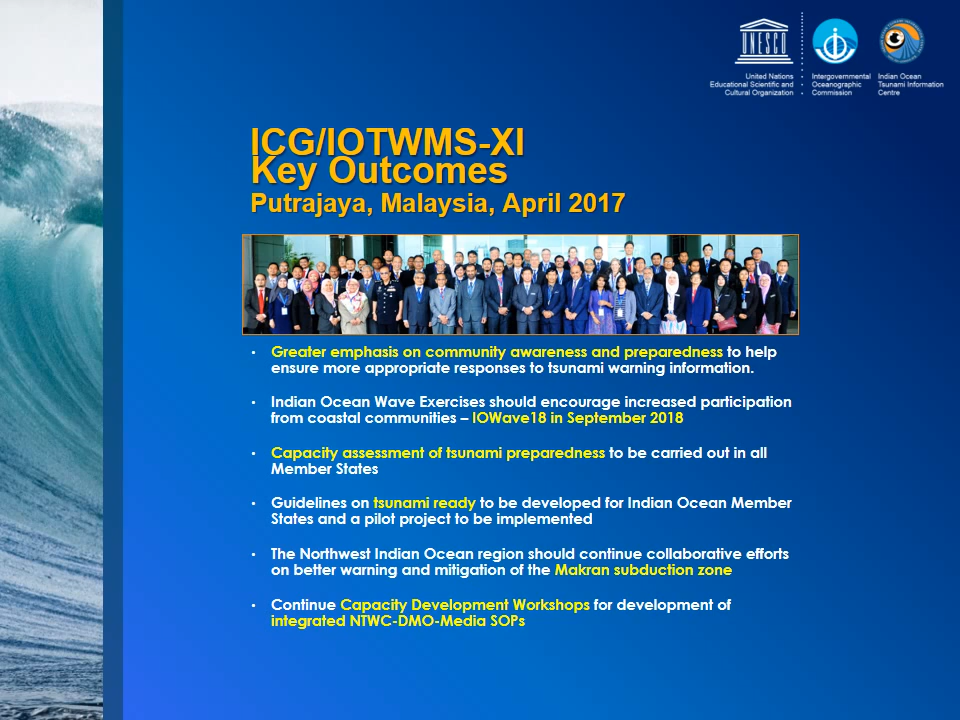 UNESCO
United Nations
Educational Scientific and
Cultural Organization
Intergovernmental
Oceanographic
Commission
Indian Ocean
Tsunami Information
Centre
ICG/IOTWMS-XI
Key Outcomes
Putrajaya, Malaysia, April 2017
• Greater emphasis on community awareness and preparedness to help
ensure more appropriate responses to tsunami warning information.
• Indian Ocean Wave Exercises should encourage increased participation
from coastal communities – IOWave18 in September 2018
• Capacity assessment of tsunami preparedness to be carried out in all
Member States
• Guidelines on tsunami ready to be developed for Indian Ocean Member
States and a pilot project to be implemented
• The Northwest Indian Ocean region should continue collaborative efforts
on better warning and mitigation of the Makran subduction zone
• Continue Capacity Development Workshops for development of
integrated NTWC-DMO-Media SOPs